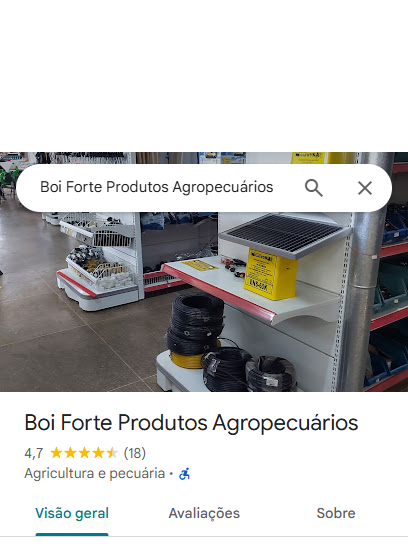 Boi Forte Produtos Agropecuários
Boi Forte Produtos Agropecuários
4,7 (18)
Agricultura e pecuária ·
Visão geral Avaliações Sobre